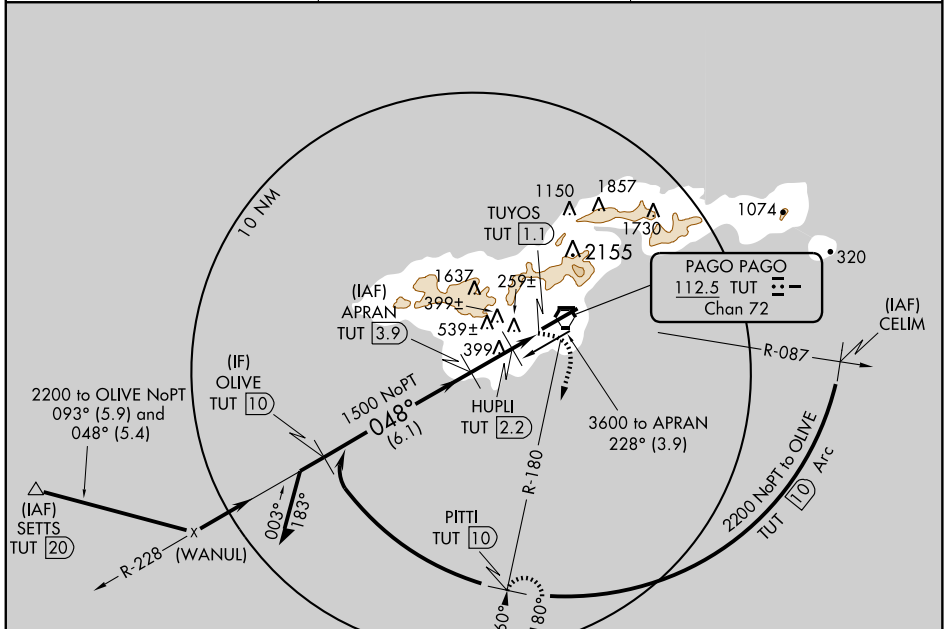 10 NM
1150
1857
TUYOS
TUT 1.1
1730
1074
2155
320
PAGO PAGO
112.5 TUT
Chan 72
1637
259±
399±
(IAF)
APRAN
TUT 3.9
539±
399
(IAF)
CELIM
R-087
(IF)
OLIVE
TUT 10
1500 NoPT
048°
(6.1)
HUPLI
TUT 2.2
3600 to APRAN
228° (3.9)
2200 to OLIVE NoPT
093° (5.9) and
048° (5.4)
R-180
2200 NoPT to OLIVE
TUT 10 Arc
(IAF)
SETTS
TUT 20
003°
183°
PITTI
TUT 10
(WANUL)
R-228
X
60°
180°